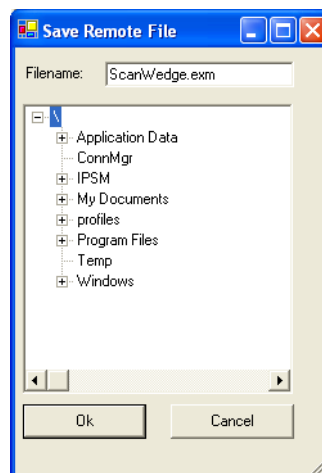 Save Remote File
Filename: ScanWedge.exm
\
Application Data
ConnMgr
IPSM
My Documents
profiles
Program Files
Temp
Windows
Ok Cancel